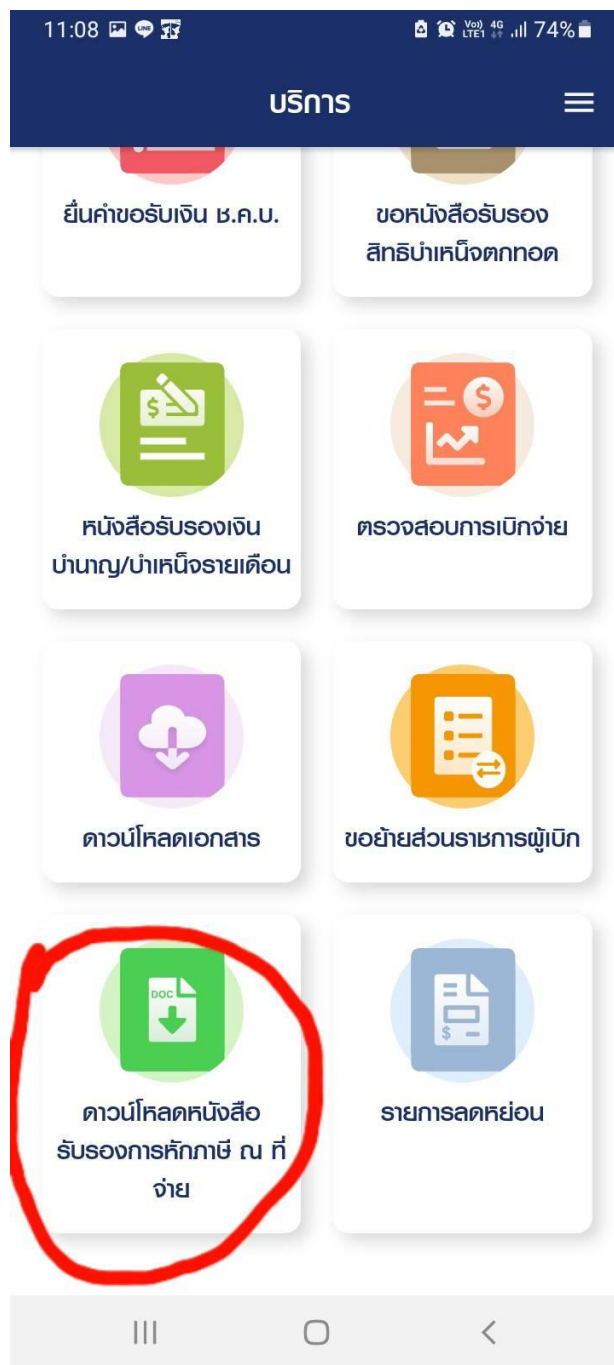 11:08
Vo)) 4G
LTE1
74%
บริการ
ยื่นคำขอรับเงิน ช.ค.บ.
ขอหนังสือรับรอง
สิทธิบำเหน็จตกทอด
$
หนังสือรับรองเงิน
บำนาญ/บำเหน็จรายเดือน
$
ตรวจสอบการเบิกจ่าย
ดาวน์โหลดเอกสาร
ขอย้ายส่วนราชการผู้เบิก
DOC
ดาวน์โหลดหนังสือ
รับรองการหักภาษี ณ ที่
จ่าย
$
รายการลดหย่อน